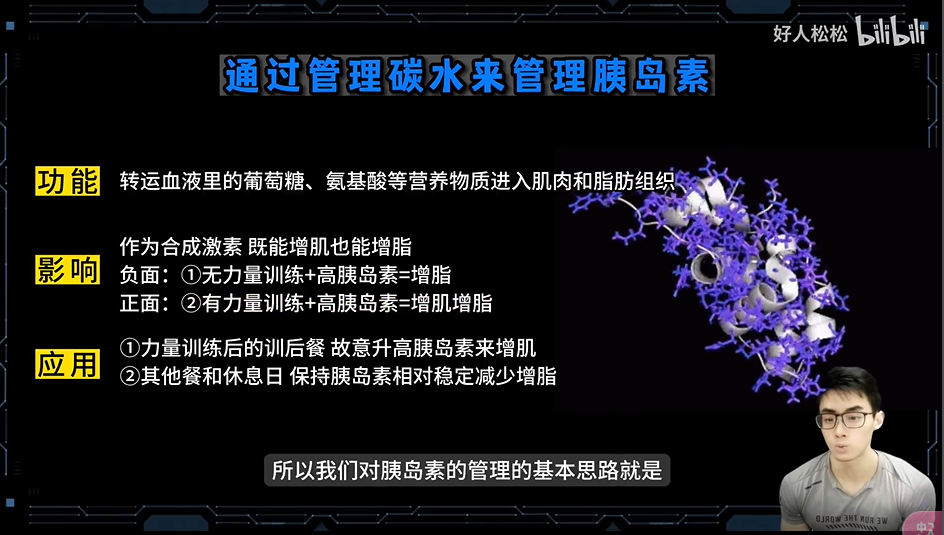 好人松松 bilibili
通过管理碳水来管理胰岛素
功能
转运血液里的葡萄糖、氨基酸等营养物质进入肌肉和脂肪组织
影响
作为合成激素 既能增肌也能增脂
负面：①无力量训练+高胰岛素=增脂
正面：②有力量训练+高胰岛素=增肌增脂
应用
①力量训练后的训后餐 故意升高胰岛素来增肌
②其他餐和休息日 保持胰岛素相对稳定减少增脂
所以我们对胰岛素的管理的基本思路就是
WE RUN THE WORLD
中